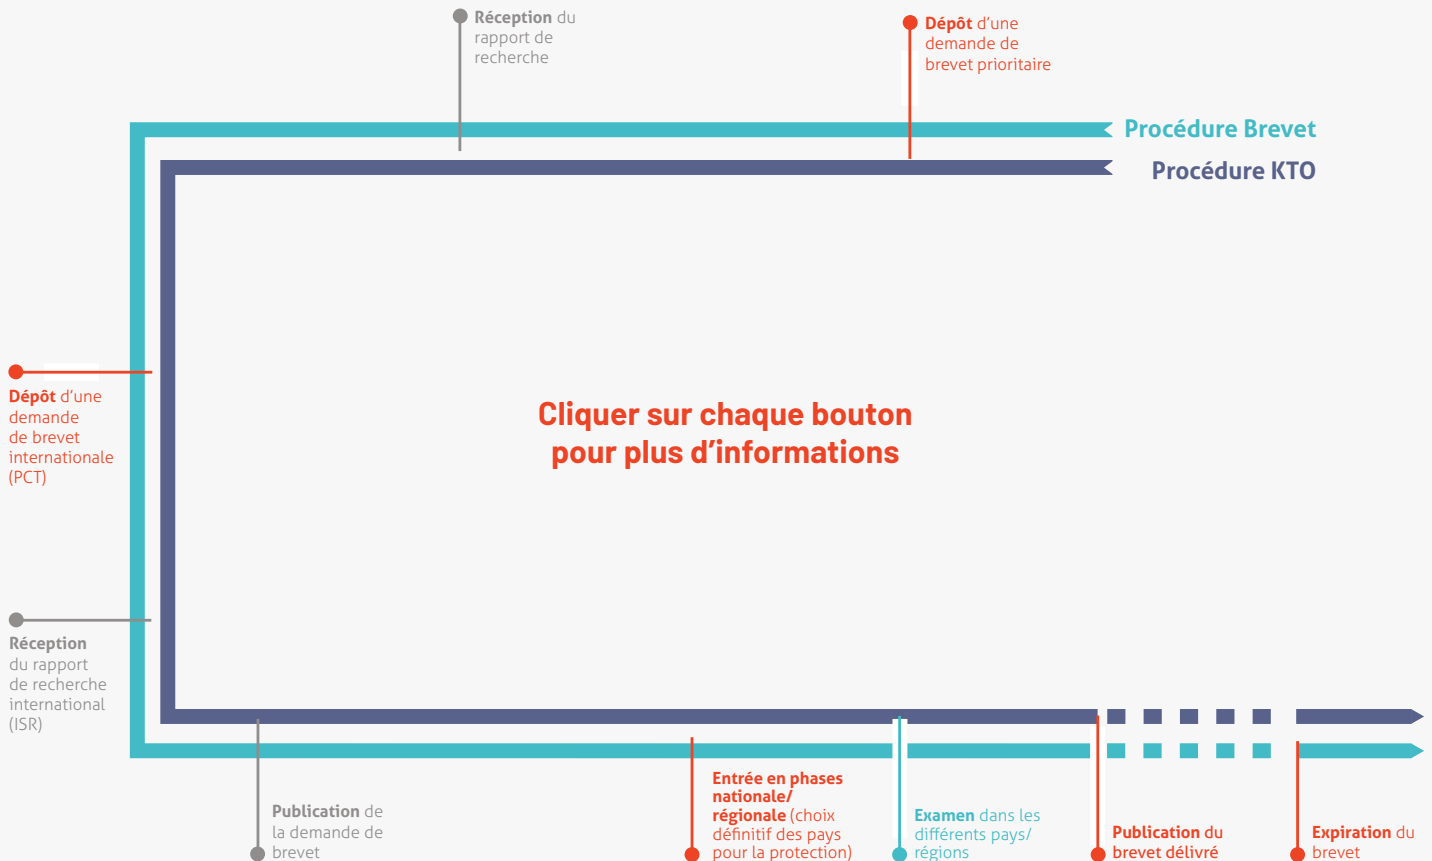 Réception du
rapport de
recherche
Dépôt d'une
demande de
brevet prioritaire
Procédure Brevet
Procédure KTO
Dépôt d'une
demande
de brevet
internationale
(PCT)
Cliquer sur chaque bouton
pour plus d'informations
Réception
du rapport
de recherche
international
(ISR)
Publication de
la demande de
brevet
Entrée en phases
nationale/
régionale (choix
définitif des pays
pour la protection)
Examen dans les
différents pays/
régions
Publication du
brevet délivré
Expiration du
brevet